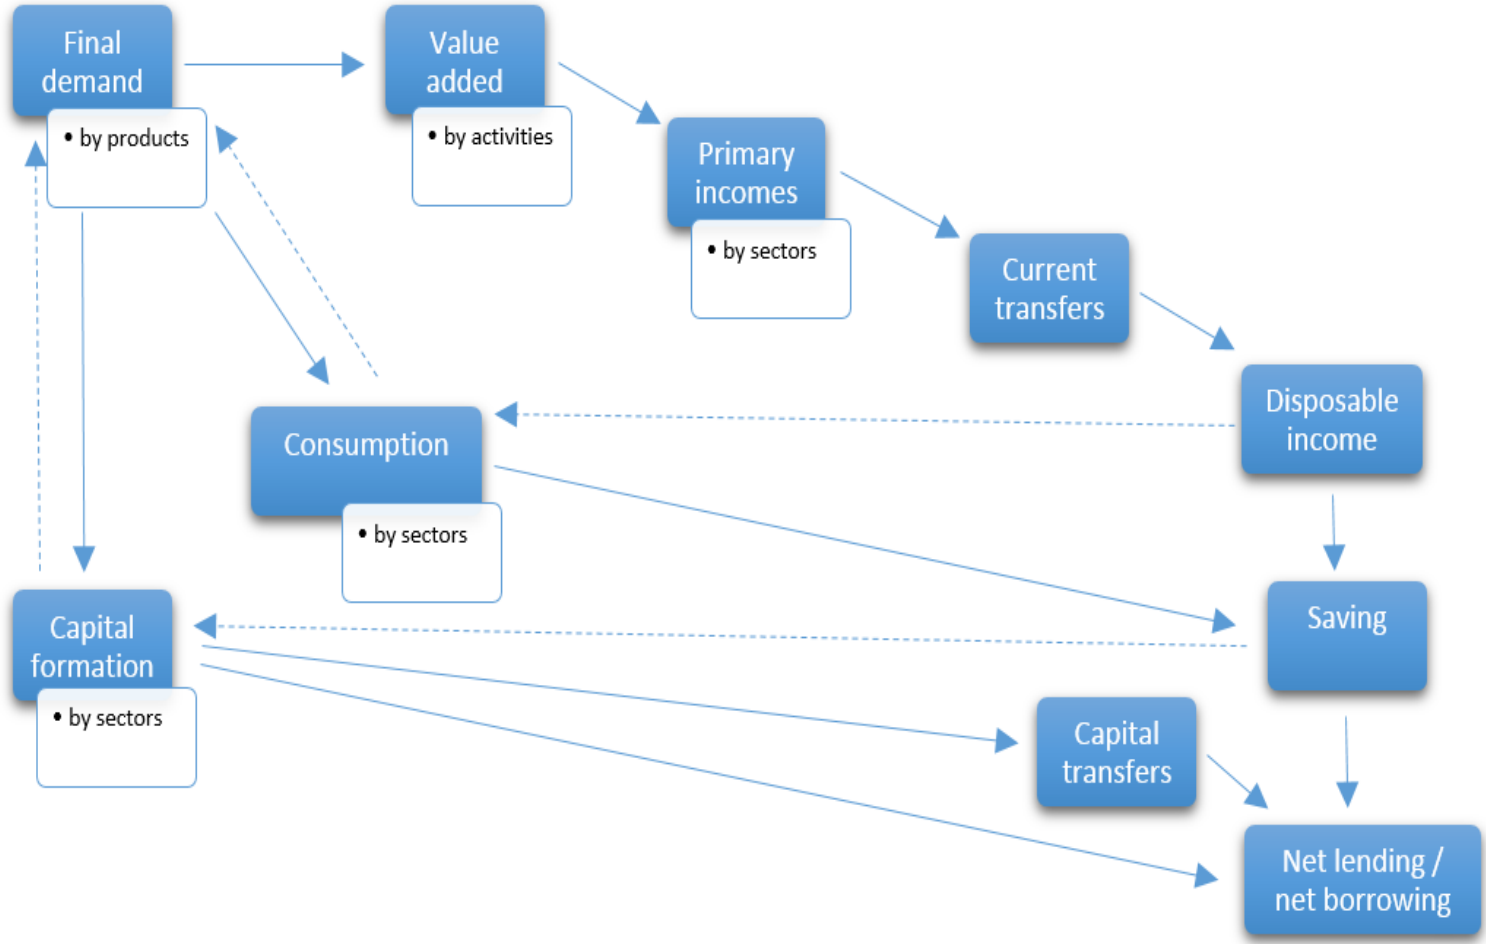 Final
demand
• by products
Value
added
• by activities
Primary
incomes
• by sectors
Current
transfers
Disposable
income
Consumption
• by sectors
Saving
Capital
formation
• by sectors
Capital
transfers
Net lending /
net borrowing